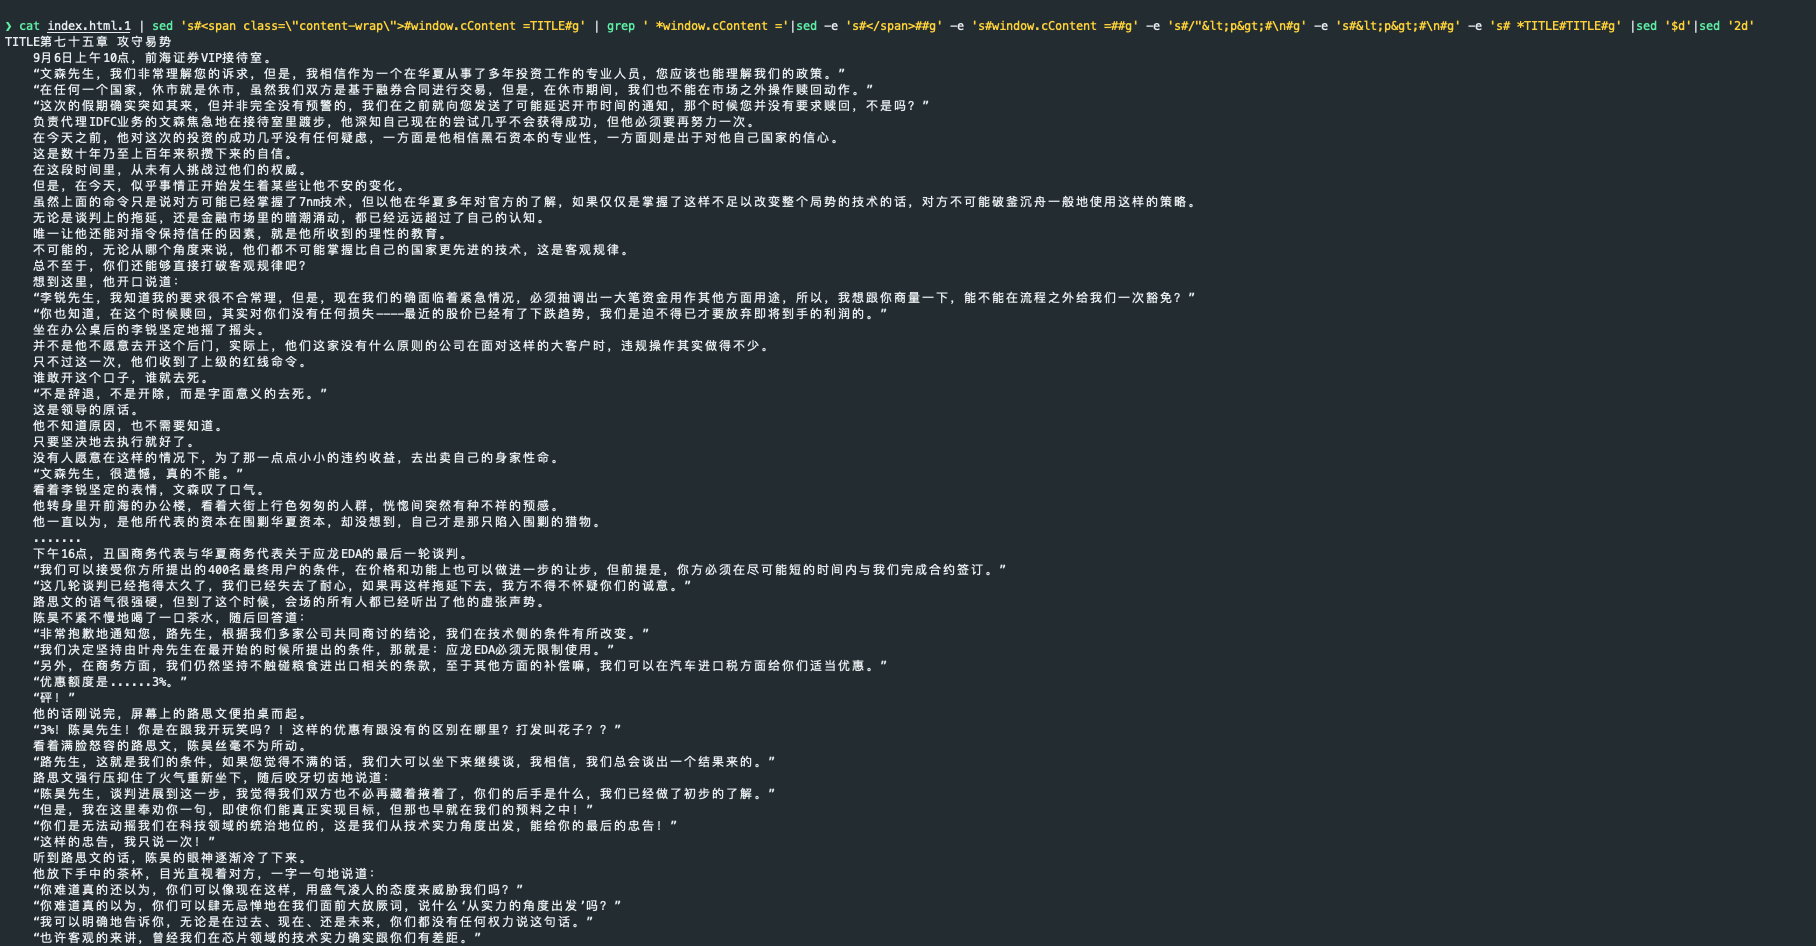 ❯ cat index.html.1 | sed 's#<span class=\"content-wrap\">#window.cContent =TITLE#g' | grep ' *window.cContent ='|sed -e 's#</span>##g' -e 's#window.cContent =##g' -e 's#/"&lt;p&gt;#\n#g' -e 's#&lt;p&gt;#\n#g' -e 's# *TITLE#TITLE#g' |sed '$d'|sed '2d'
TITLE第七十五章 攻守易势
9月6日上午10点，前海证券VIP接待室。
“文森先生，我们非常理解您的诉求，但是，我相信作为一个在华夏从事了多年投资工作的专业人员，您应该也能理解我们的政策。”
“在任何一个国家，休市就是休市，虽然我们双方是基于融券合同进行交易，但是，在休市期间，我们也不能在市场之外操作赎回动作。”
“这次的假期确实突如其来，但并非完全没有预警的，我们在之前就向您发送了可能延迟开市时间的通知，那个时候您并没有要求赎回，不是吗？”
负责代理IDFC业务的文森焦急地在接待室里踱步，他深知自己现在的尝试几乎不会获得成功，但他必须要再努力一次。
在今天之前，他对这次的投资的成功几乎没有任何疑虑，一方面是他相信黑石资本的专业性，一方面则是出于对他自己国家的信心。
这是数十年乃至上百年来积攒下来的自信。
在这段时间里，从未有人挑战过他们的权威。
但是，在今天，似乎事情正开始发生着某些让他不安的变化。
虽然上面的命令只是说对方可能已经掌握了7nm技术，但以他在华夏多年对官方的了解，如果仅仅是掌握了这样不足以改变整个局势的技术的话，对方不可能破釜沉舟一般地使用这样的策略。
无论是谈判上的拖延，还是金融市场里的暗潮涌动，都已经远远超过了自己的认知。
唯一让他还能对指令保持信任的因素，就是他所收到的理性的教育。
不可能的，无论从哪个角度来说，他们都不可能掌握比自己的国家更先进的技术，这是客观规律。
总不至于，你们还能够直接打破客观规律吧？
想到这里，他开口说道：
“李锐先生，我知道我的要求很不合常理，但是，现在我们的确面临着紧急情况，必须抽调出一大笔资金用作其他方面用途，所以，我想跟你商量一下，能不能在流程之外给我们一次豁免？”
“你也知道，在这个时候赎回，其实对你们没有任何损失————最近的股价已经有了下跌趋势，我们是迫不得已才要放弃即将到手的利润的。”
坐在办公桌后的李锐坚定地摇了摇头。
并不是他不愿意去开这个后门，实际上，他们这家没有什么原则的公司在面对这样的大客户时，违规操作其实做得不少。
只不过这一次，他们收到了上级的红线命令。
谁敢开这个口子，谁就去死。
“不是辞退，不是开除，而是字面意义的去死。”
这是领导的原话。
他不知道原因，也不需要知道。
只要坚决地去执行就好了。
没有人愿意在这样的情况下，为了那一点点小小的违约收益，去出卖自己的身家性命。
“文森先生，很遗憾，真的不能。”
看着李锐坚定的表情，文森叹了口气。
他转身里开前海的办公楼，看着大街上行色匆匆的人群，恍惚间突然有种不祥的预感。
他一直以为，是他所代表的资本在围剿华夏资本，却没想到，自己才是那只陷入围剿的猎物。
.......
下午16点，丑国商务代表与华夏商务代表关于应龙EDA的最后一轮谈判。
“我们可以接受你方所提出的400名最终用户的条件，在价格和功能上也可以做进一步的让步，但前提是，你方必须在尽可能短的时间内与我们完成合约签订。”
“这几轮谈判已经拖得太久了，我们已经失去了耐心，如果再这样拖延下去，我方不得不怀疑你们的诚意。”
路思文的语气很强硬，但到了这个时候，会场的所有人都已经听出了他的虚张声势。
陈昊不紧不慢地喝了一口茶水，随后回答道：
“非常抱歉地通知您，路先生，根据我们多家公司共同商讨的结论，我们在技术侧的条件有所改变。”
“我们决定坚持由叶舟先生在最开始的时候所提出的条件，那就是：应龙EDA必须无限制使用。”
“另外，在商务方面，我们仍然坚持不触碰粮食进出口相关的条款，至于其他方面的补偿嘛，我们可以在汽车进口税方面给你们适当优惠。”
“优惠额度是......3%。”
“砰！”
他的话刚说完，屏幕上的路思文便拍桌而起。
“3%！陈昊先生！你是在跟我开玩笑吗？！这样的优惠有跟没有的区别在哪里？打发叫花子？？”
看着满脸怒容的路思文，陈昊丝毫不为所动。
“路先生，这就是我们的条件，如果您觉得不满的话，我们大可以坐下来继续谈，我相信，我们总会谈出一个结果来的。”
路思文强行压抑住了火气重新坐下，随后咬牙切齿地说道：
“陈昊先生，谈判进展到这一步，我觉得我们双方也不必再藏着掖着了，你们的后手是什么，我们已经做了初步的了解。”
“但是，我在这里奉劝你一句，即使你们能真正实现目标，但那也早就在我们的预料之中！”
“你们是无法动摇我们在科技领域的统治地位的，这是我们从技术实力角度出发，能给你的最后的忠告！”
“这样的忠告，我只说一次！”
听到路思文的话，陈昊的眼神逐渐冷了下来。
他放下手中的茶杯，目光直视着对方，一字一句地说道：
“你难道真的还以为，你们可以像现在这样，用盛气凌人的态度来威胁我们吗？”
“你难道真的以为，你们可以肆无忌惮地在我们面前大放厥词，说什么‘从实力的角度出发’吗？”
“我可以明确地告诉你，无论是在过去、现在、还是未来，你们都没有任何权力说这句话。”
“也许客观的来讲，曾经我们在芯片领域的技术实力确实跟你们有差距。”